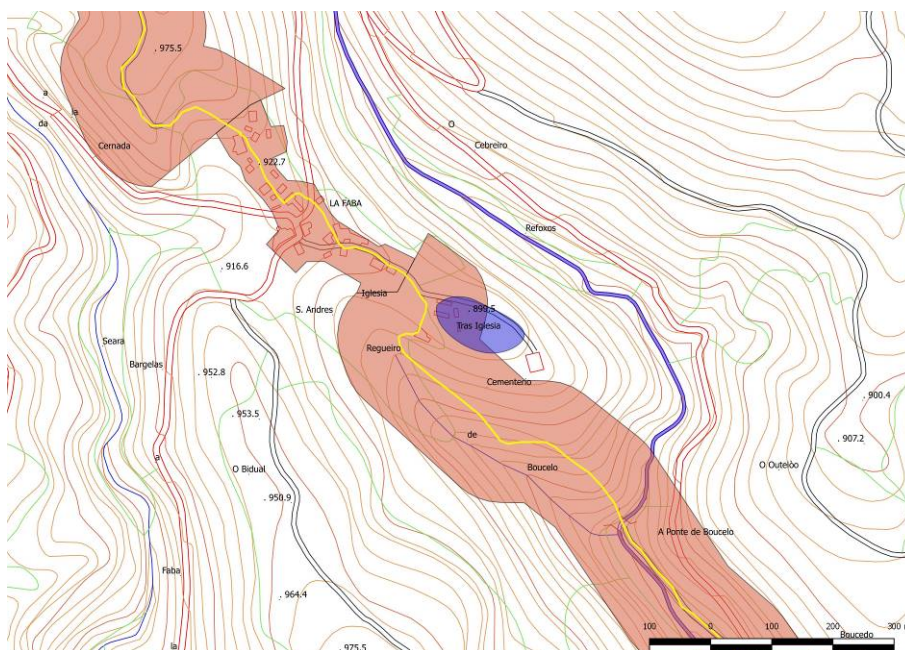 . 975.5
a
la
da
O
Cernada
Cebreiro
. 922.7
LA FABA
Refoxos
. 916.6
Iglesia
S. Andres
. 899.5
Tras Iglesia
Seara
Regueiro
Bargelas
. 952.8
Cementerio
. 900.4
. 953.5
de
. 907.2
a
O Bidual
Boucelo
O Outeiòo
. 950.9
A Ponte de Boucelo
Faba
. 964.4
100 0 100 200 300
la
. 975.5
Boucedo